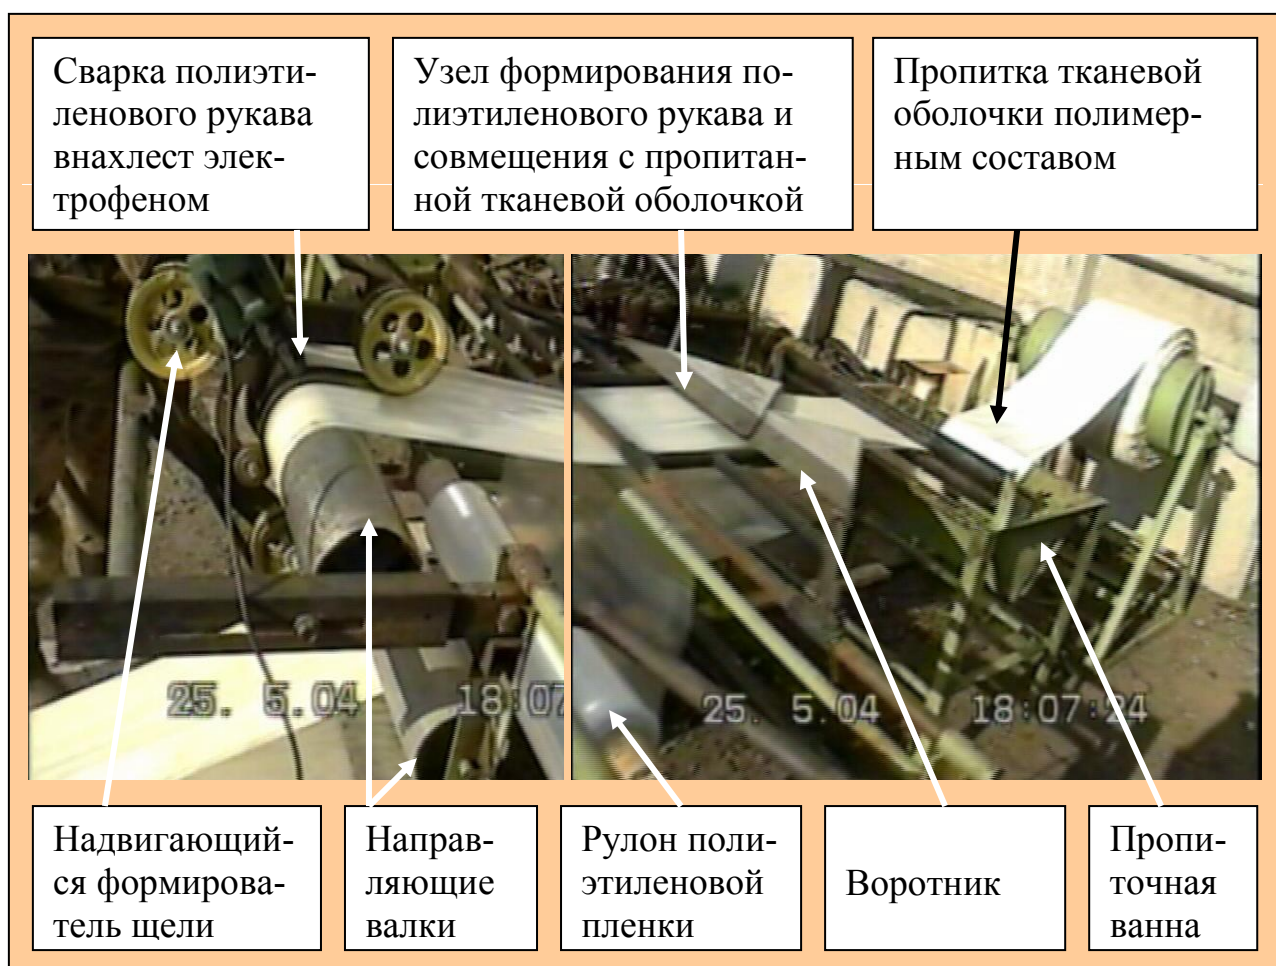 Сварка полиэти-
ленового рукава
внахлест элек-
трофеном
Узел формирования по-
лиэтиленового рукава и
совмещения с пропитан-
ной тканевой оболочкой
Пропитка тканевой
оболочки полимер-
ным составом
25. 5.04 18:07
25. 5.04 18:07:24
Надвигающий-
ся формирова-
тель щели
Направ-
ляющие
валки
Рулон поли-
этиленовой
пленки
Воротник
Пропи-
точная
ванна